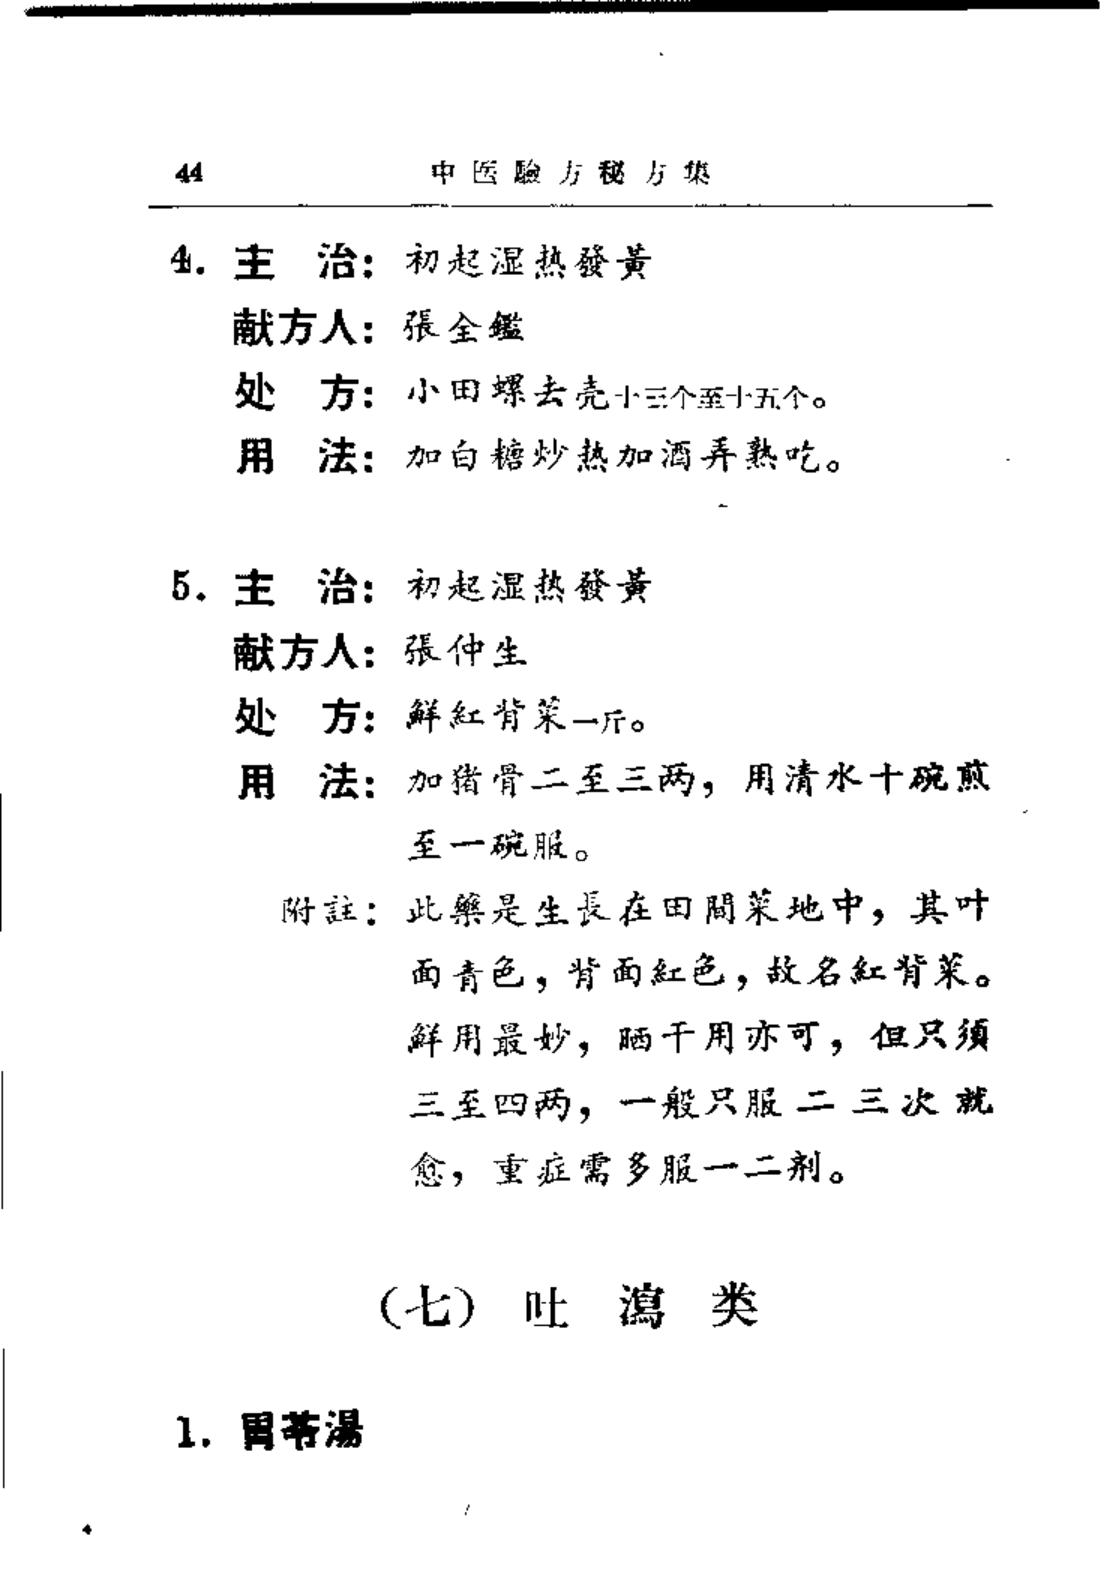 44 中医驗方秘方集
4. 主 治：初起湿热發黃
献方人：張全鑑
处 方：小田螺去壳十三个至十五个。
用 法：加白糖炒热加酒弄熟吃。
5. 主 治：初起湿热發黃
献方人：張仲生
处 方：鮮紅背菜一斤。
用 法：加猪骨二至三两，用清水十碗煎
至一碗服。
附註：此藥是生長在田間菜地中，其叶
面青色，背面紅色，故名紅背菜。
鮮用最妙，晒干用亦可，但只須
三至四两，一般只服二三次就
愈，重症需多服一二剂。
（七）吐瀉类
1. 胃苓湯